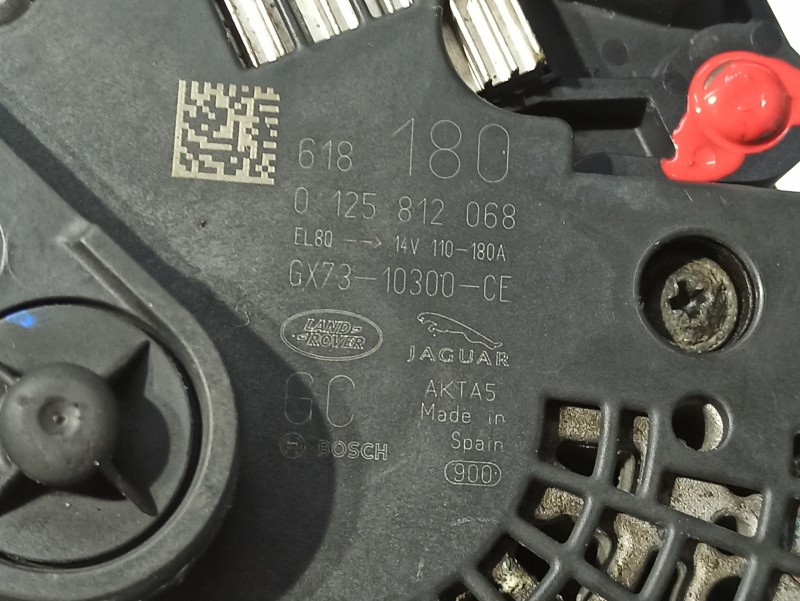 618 180
0 125 812 068
EL8Q --> 14V 110-180A
GX73-10300-CE
LAND-
ROVER
JAGUAR
GC
AKTA5
Made in
Spain
BOSCH
900